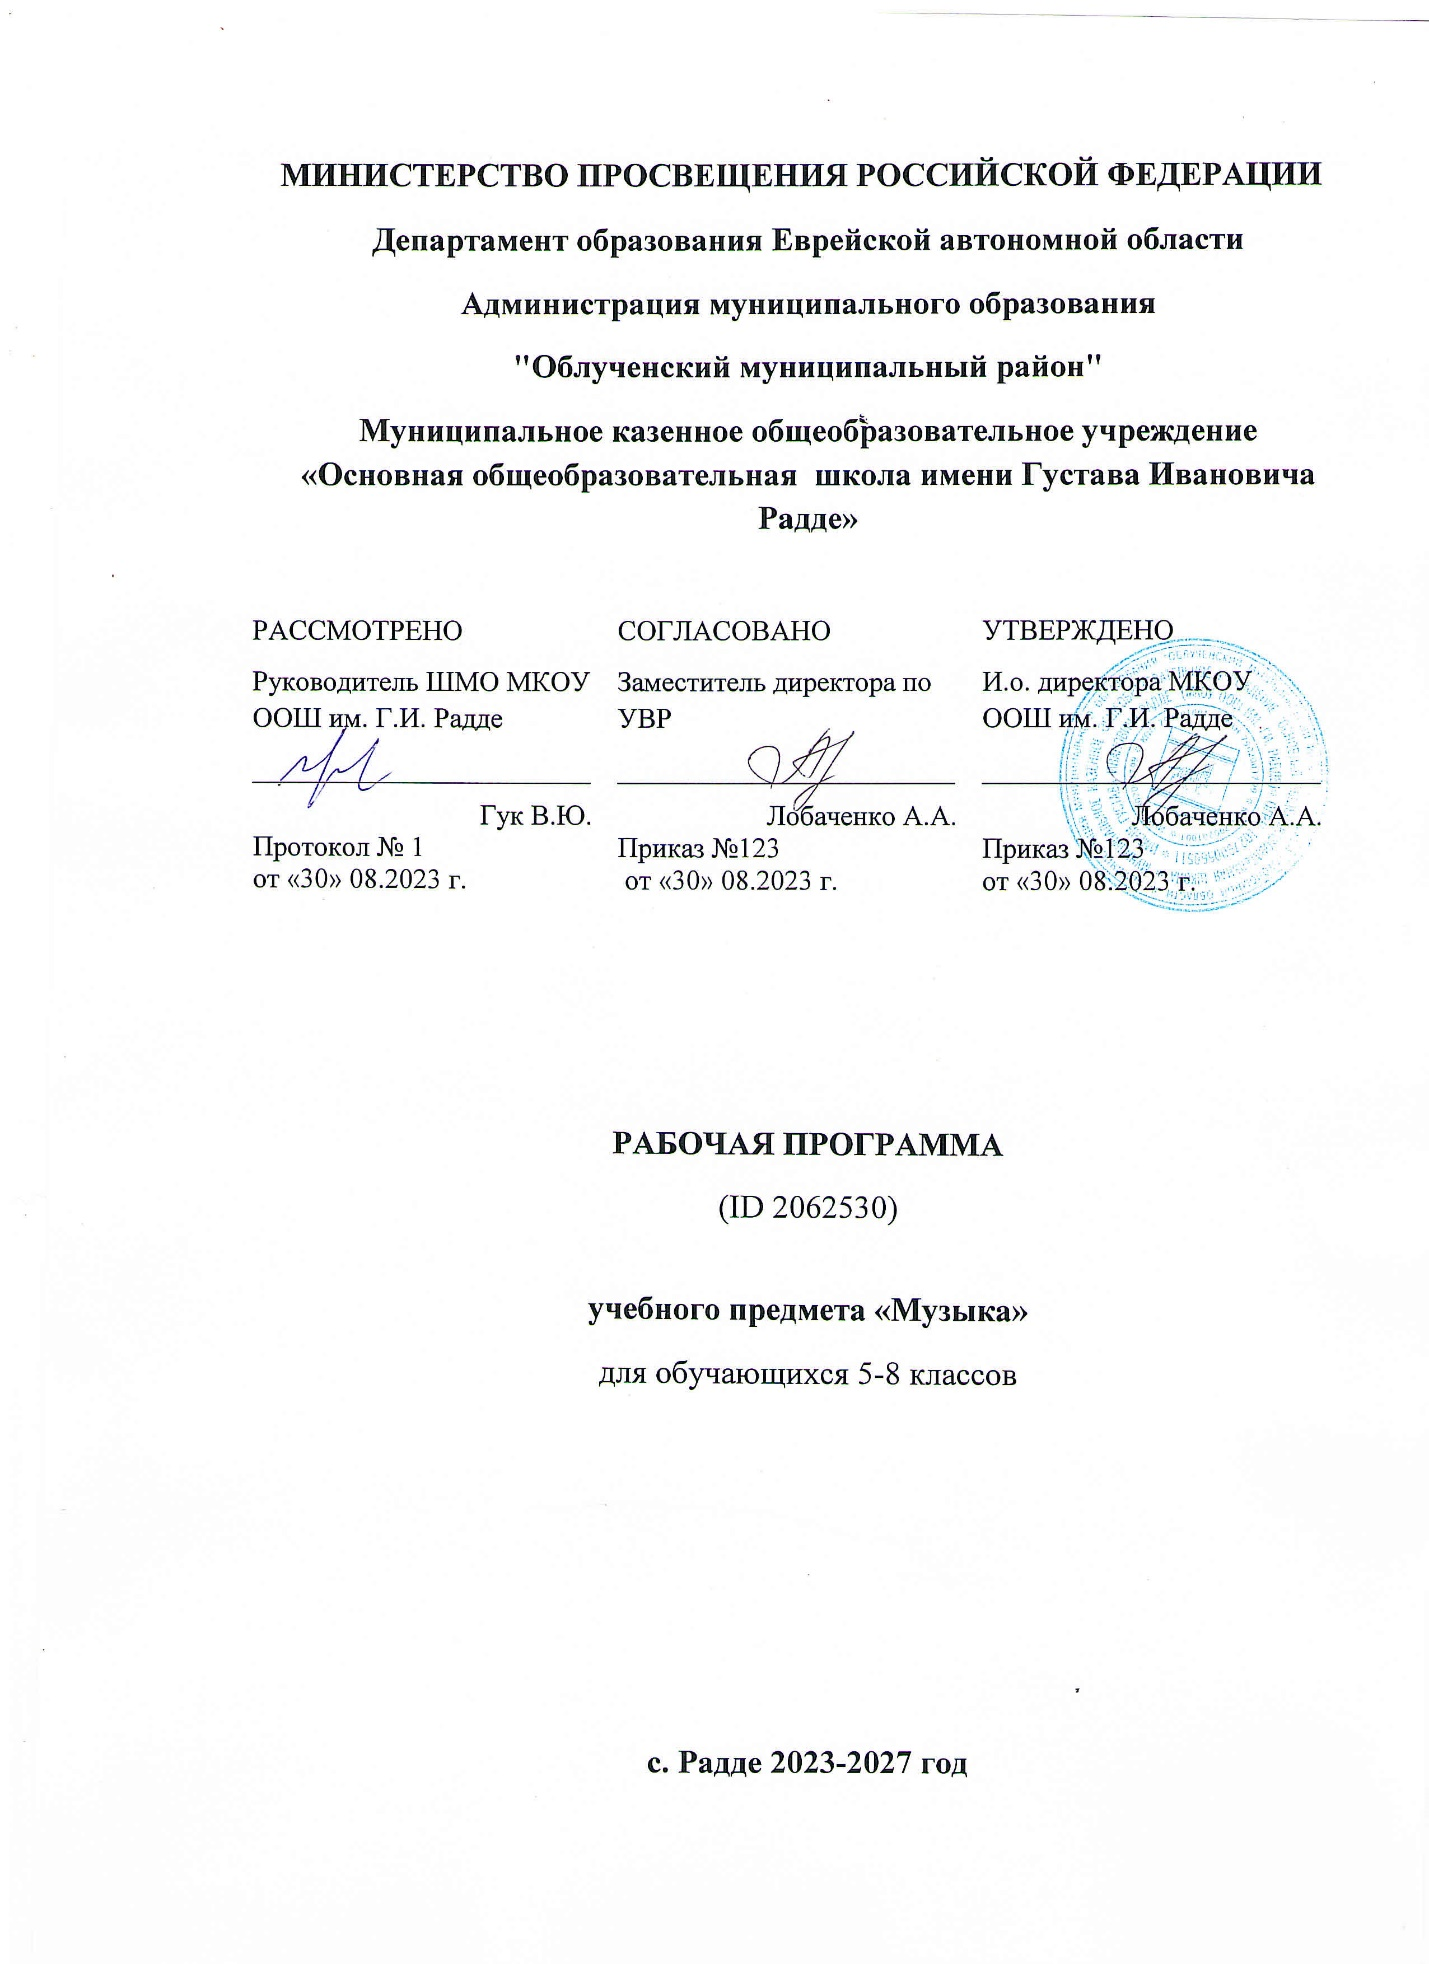 МИНИСТЕРСТВО ПРОСВЕЩЕНИЯ РОССИЙСКОЙ ФЕДЕРАЦИИ
Департамент образования Еврейской автономной области
Администрация муниципального образования
"Облученский муниципальный район"
Муниципальное казенное общеобразовательное учреждение
«Основная общеобразовательная школа имени Густава Ивановича
Радде»
РАССМОТРЕНО
Руководитель ШМО МКОУ
ООШ им. Г.И. Радде
Гук В.Ю.
Протокол № 1
от «30» 08.2023 г.
СОГЛАСОВАНО
Заместитель директора по
УВР
Лобаченко А.А.
Приказ №123
от «30» 08.2023 г.
УТВЕРЖДЕНО
И.о. директора МКОУ
ООШ им. Г.И. Радде
Лобаченко А.А.
Приказ №123
от «30» 08.2023 г.
РАБОЧАЯ ПРОГРАММА
(ID 2062530)
учебного предмета «Музыка»
для обучающихся 5-8 классов
с. Радде 2023-2027 год